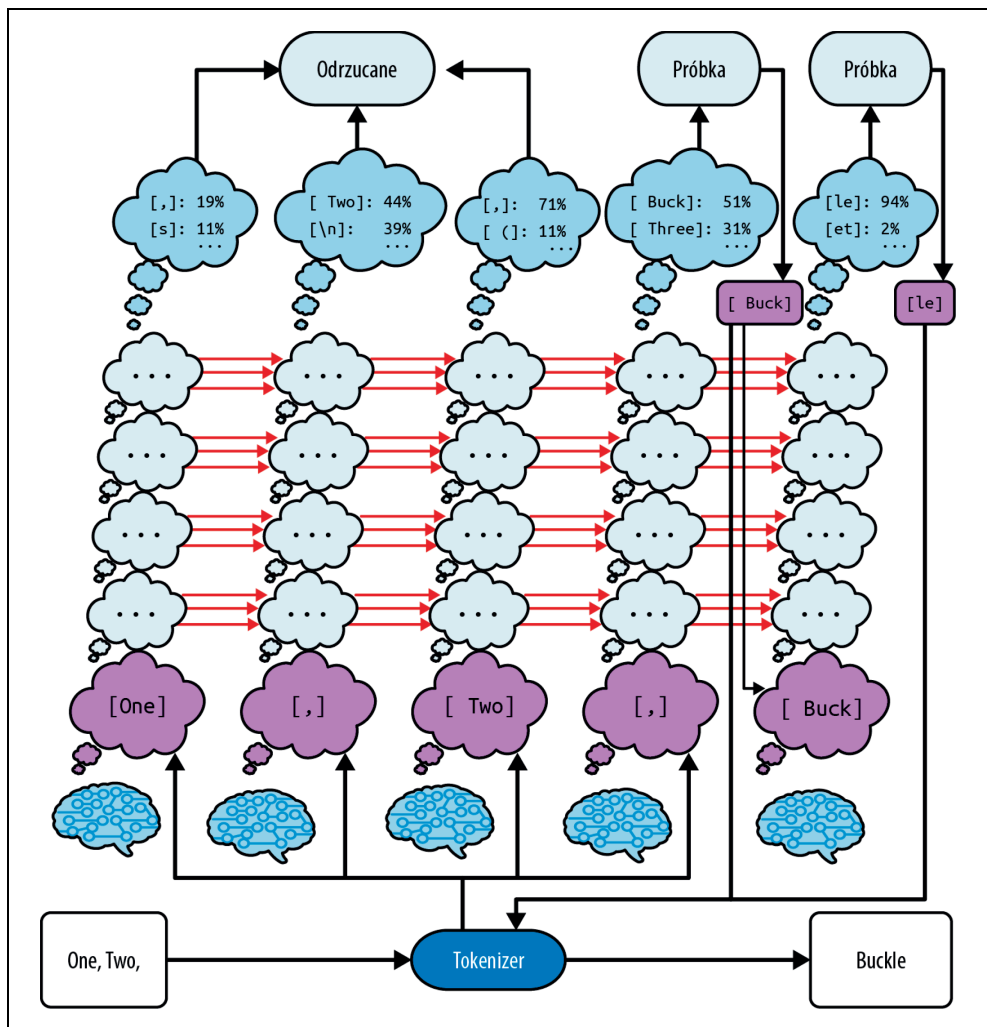 Odrzucane
Próbka
Próbka
[,]: 19%
[s]: 11%
...
[ Two]: 44%
[\n]: 39%
...
[,]: 71%
[ (]: 11%
...
[ Buck]: 51%
[ Three]: 31%
...
[le]: 94%
[et]: 2%
...
[ Buck]
[le]
... ... ... ... ...
... ... ... ... ...
... ... ... ... ...
... ... ... ... ...
[One]
[,]
[ Two]
[,]
[ Buck]
One, Two,
Tokenizer
Buckle